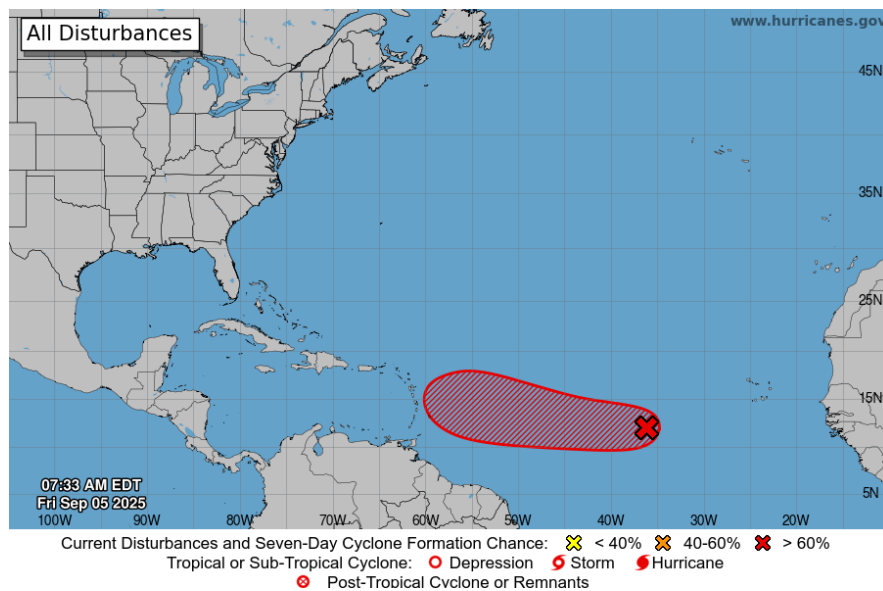 All Disturbances
www.hurricanes.gov
45N
35N
25N
15N
5N
07:33 AM EDT
Fri Sep 05 2025
100W 90W 80W 70W 60W 50W 40W 30W 20W
Current Disturbances and Seven-Day Cyclone Formation Chance: < 40% 40-60% > 60%
Tropical or Sub-Tropical Cyclone: Depression Storm Hurricane
Post-Tropical Cyclone or Remnants